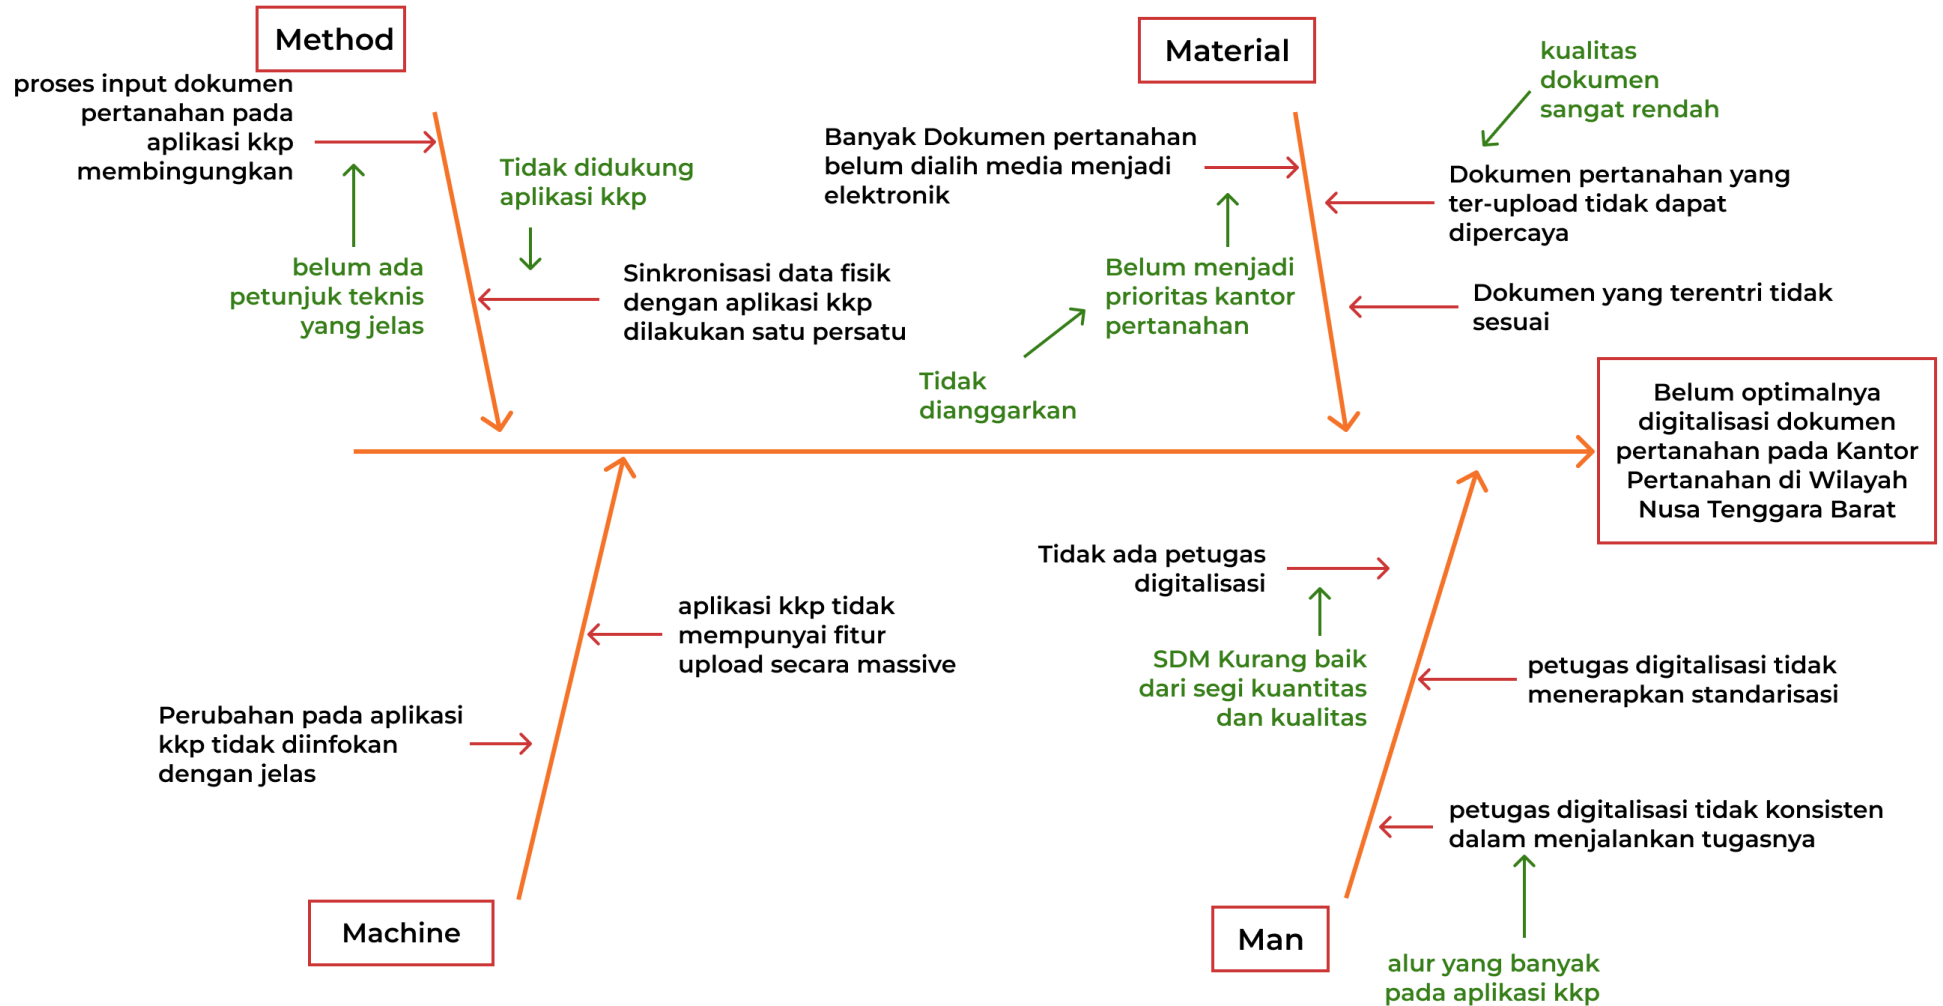 Method
proses input dokumen
pertanahan pada
aplikasi kkp
membingungkan
belum ada
petunjuk teknis
yang jelas
Tidak didukung
aplikasi kkp
Sinkronisasi data fisik
dengan aplikasi kkp
dilakukan satu persatu
Material
Banyak Dokumen pertanahan
belum dialih media menjadi
elektronik
Belum menjadi
prioritas kantor
pertanahan
Tidak
dianggarkan
kualitas
dokumen
sangat rendah
Dokumen pertanahan yang
ter-upload tidak dapat
dipercaya
Dokumen yang terentri tidak
sesuai
Belum optimalnya
digitalisasi dokumen
pertanahan pada Kantor
Pertanahan di Wilayah
Nusa Tenggara Barat
aplikasi kkp tidak
mempunyai fitur
upload secara massive
Perubahan pada aplikasi
kkp tidak diinfokan
dengan jelas
Machine
Tidak ada petugas
digitalisasi
SDM Kurang baik
dari segi kuantitas
dan kualitas
petugas digitalisasi tidak
menerapkan standarisasi
petugas digitalisasi tidak konsisten
dalam menjalankan tugasnya
alur yang banyak
pada aplikasi kkp
Man